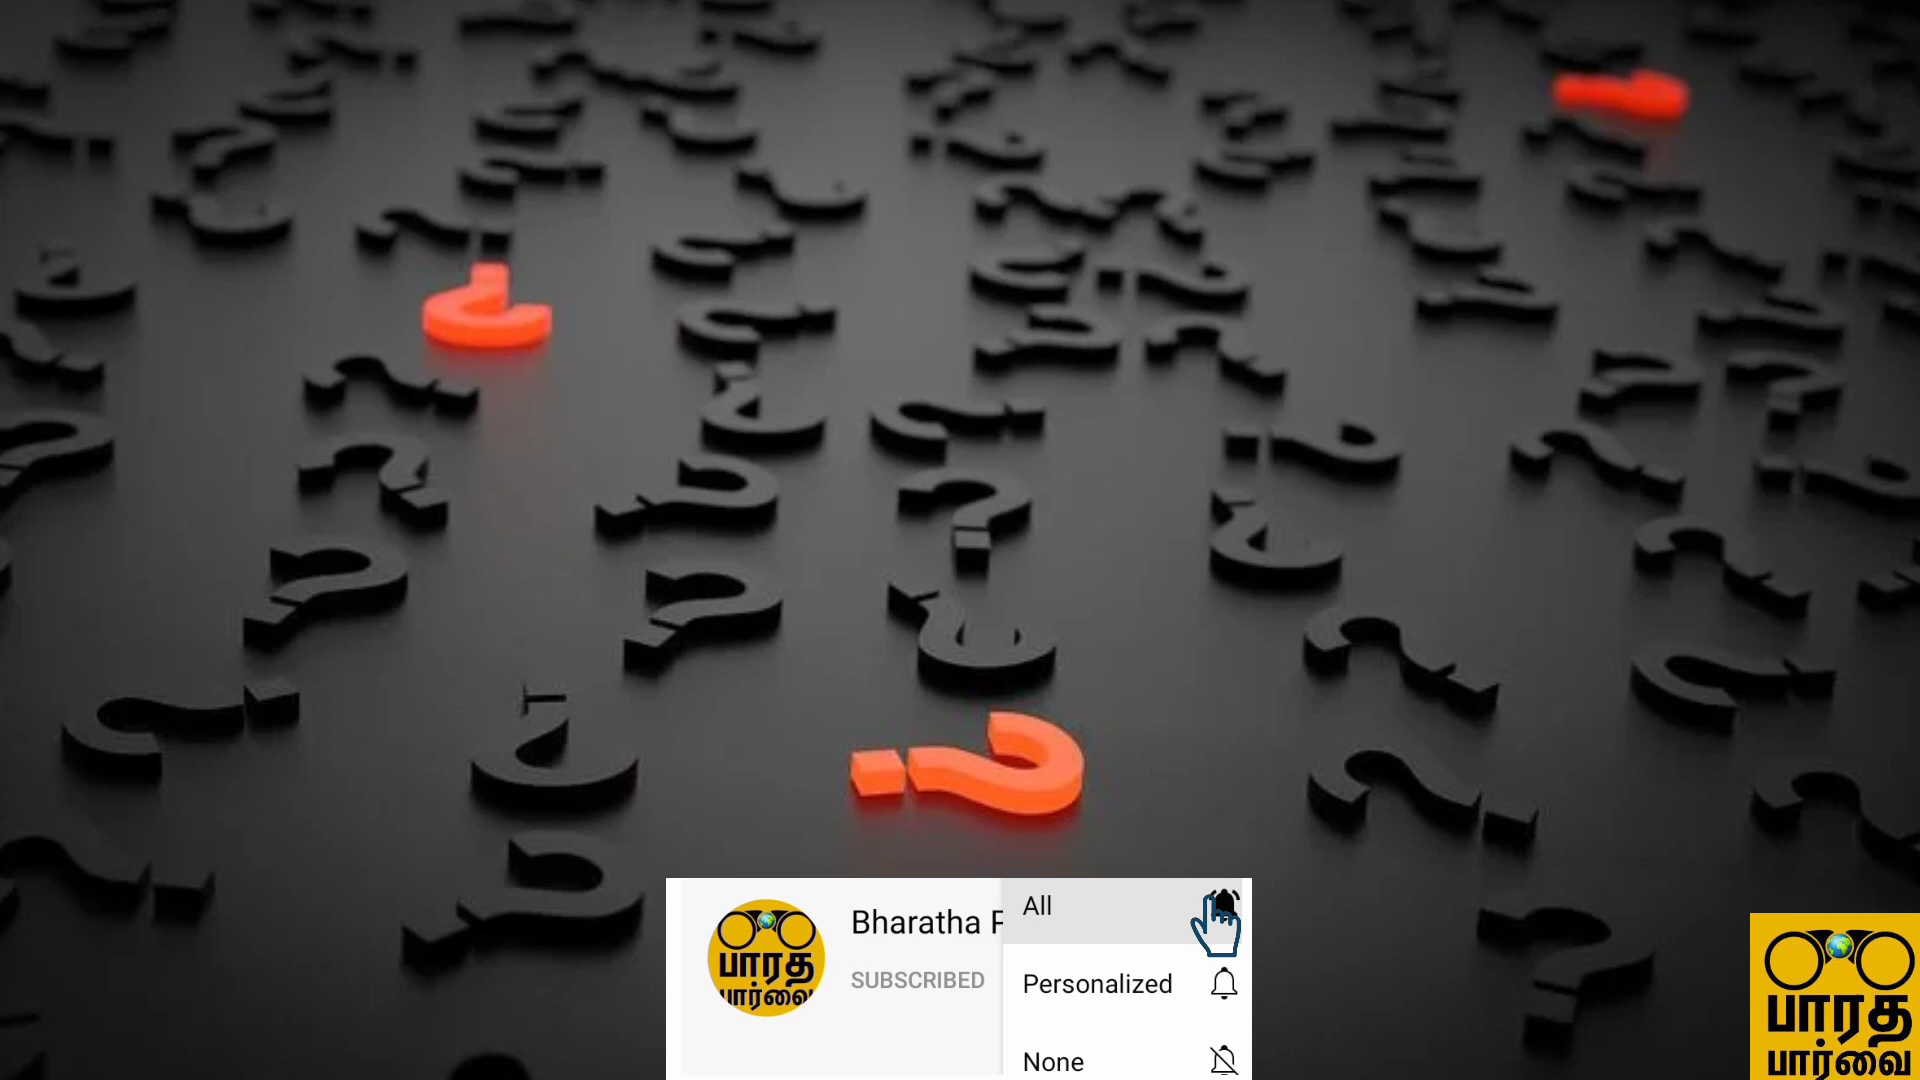 Bharatha P
SUBSCRIBED
All
Personalized
None
பாரத
பார்வை
பாரத
பார்வை